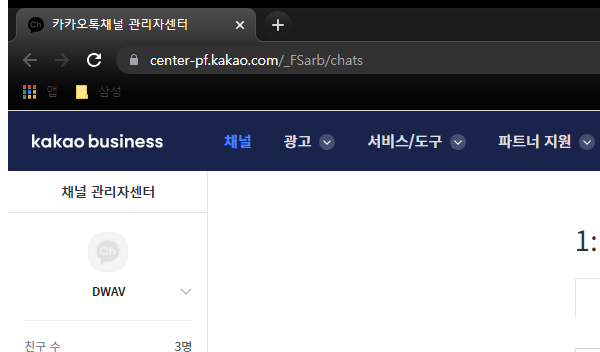 Ch 카카오톡채널 관리자센터
center-pf.kakao.com/_FSarb/chats
앱 삼성
kakao business 채널 광고 서비스/도구 파트너 지원
채널 관리자센터
1:
Ch
DWAV
친구 수 3명